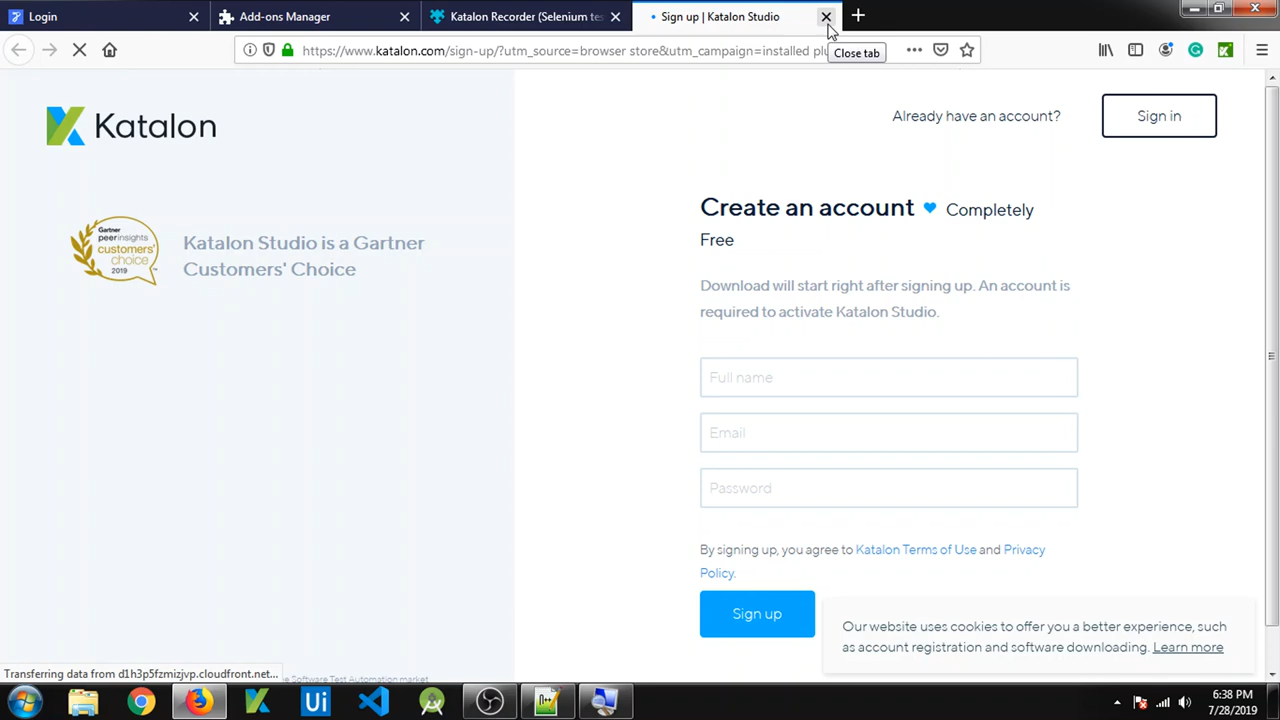 Login
Add-ons Manager
Katalon Recorder (Selenium tes
Sign up | Katalon Studio
https://www.katalon.com/sign-up/?utm_source=browser store&utm_campaign=installed plu
Close tab
Katalon
Already have an account?
Sign in
Gartner
peerinsights
customers'
choice
2019
Katalon Studio is a Gartner
Customers' Choice
Create an account Completely
Free
Download will start right after signing up. An account is
required to activate Katalon Studio.
Full name
Email
Password
By signing up, you agree to Katalon Terms of Use and Privacy
Policy.
Sign up
Our website uses cookies to offer you a better experience, such
as account registration and software downloading. Learn more
Transferring data from d1h3p5fzmizjvp.cloudfront.net...
e Software Test Automation market
Ui
6:38 PM
7/28/2019